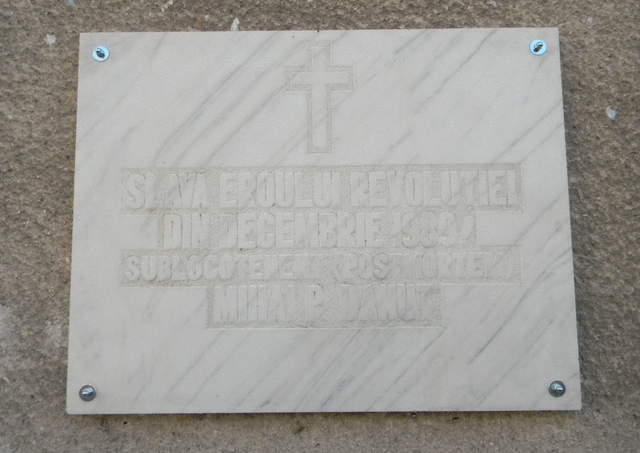 SLAVA EROULUI REVOLUTIEI
DIN DECEMBRIE 1989!
SUBLOCOTENENT (POST MORTEM)
MIHAI P. DANUT